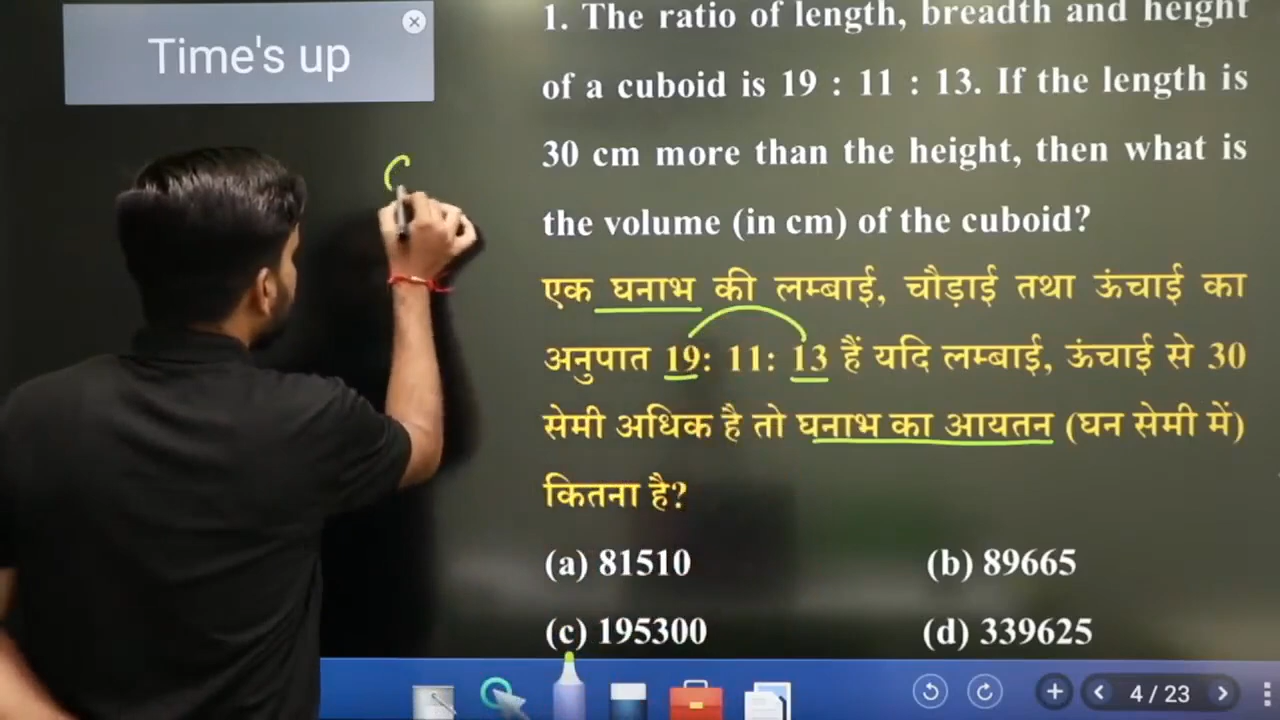 Time's up
1. The ratio of length, breadth and height
of a cuboid is 19 : 11 : 13. If the length is
30 cm more than the height, then what is
the volume (in cm) of the cuboid?
एक घनाभ की लम्बाई, चौड़ाई तथा ऊंचाई का
अनुपात 19: 11: 13 हैं यदि लम्बाई, ऊंचाई से 30
सेमी अधिक है तो घनाभ का आयतन (घन सेमी में)
कितना है?
(a) 81510 (b) 89665
(c) 195300 (d) 339625
4 / 23